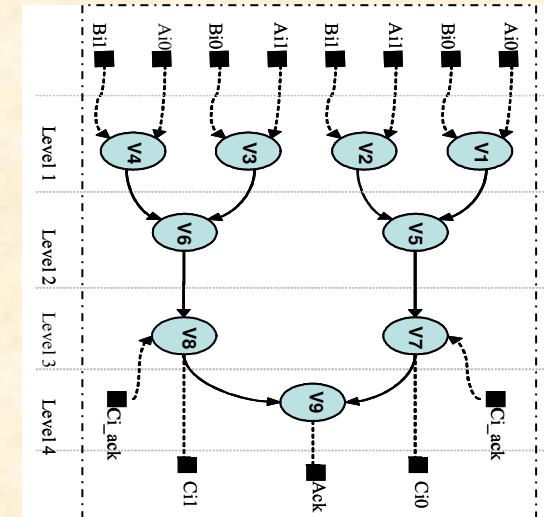 Bi1 Ai0 Bi0 Ai1 Bi1 Ai1 Bi0 Ai0
Level 1
V4 V3 V2 V1
Level 2
V6 V5
Level 3
V8 V7
Level 4
V9
Ci_ack Ci_ack
Ci1 Ack Ci0